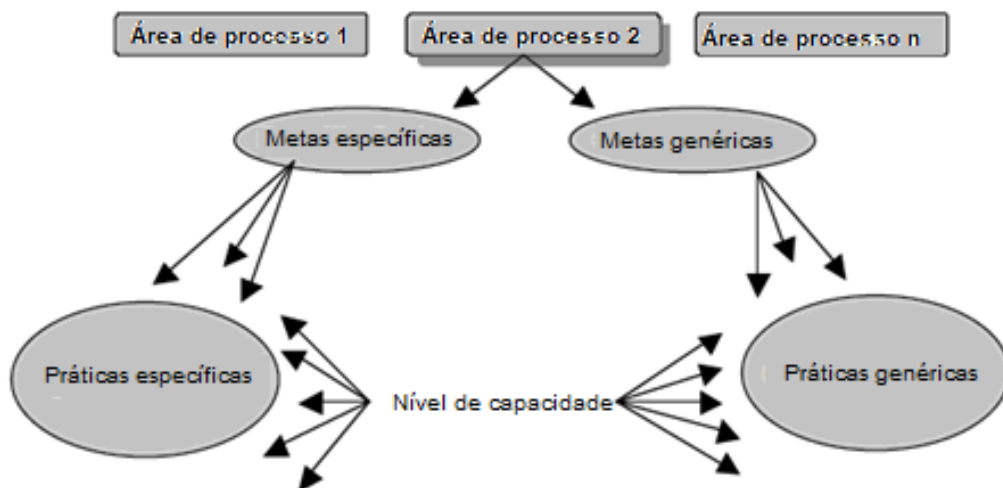 Área de processo 1
Área de processo 2
Área de processo n
Metas específicas
Metas genéricas
Práticas específicas
Nível de capacidade
Práticas genéricas